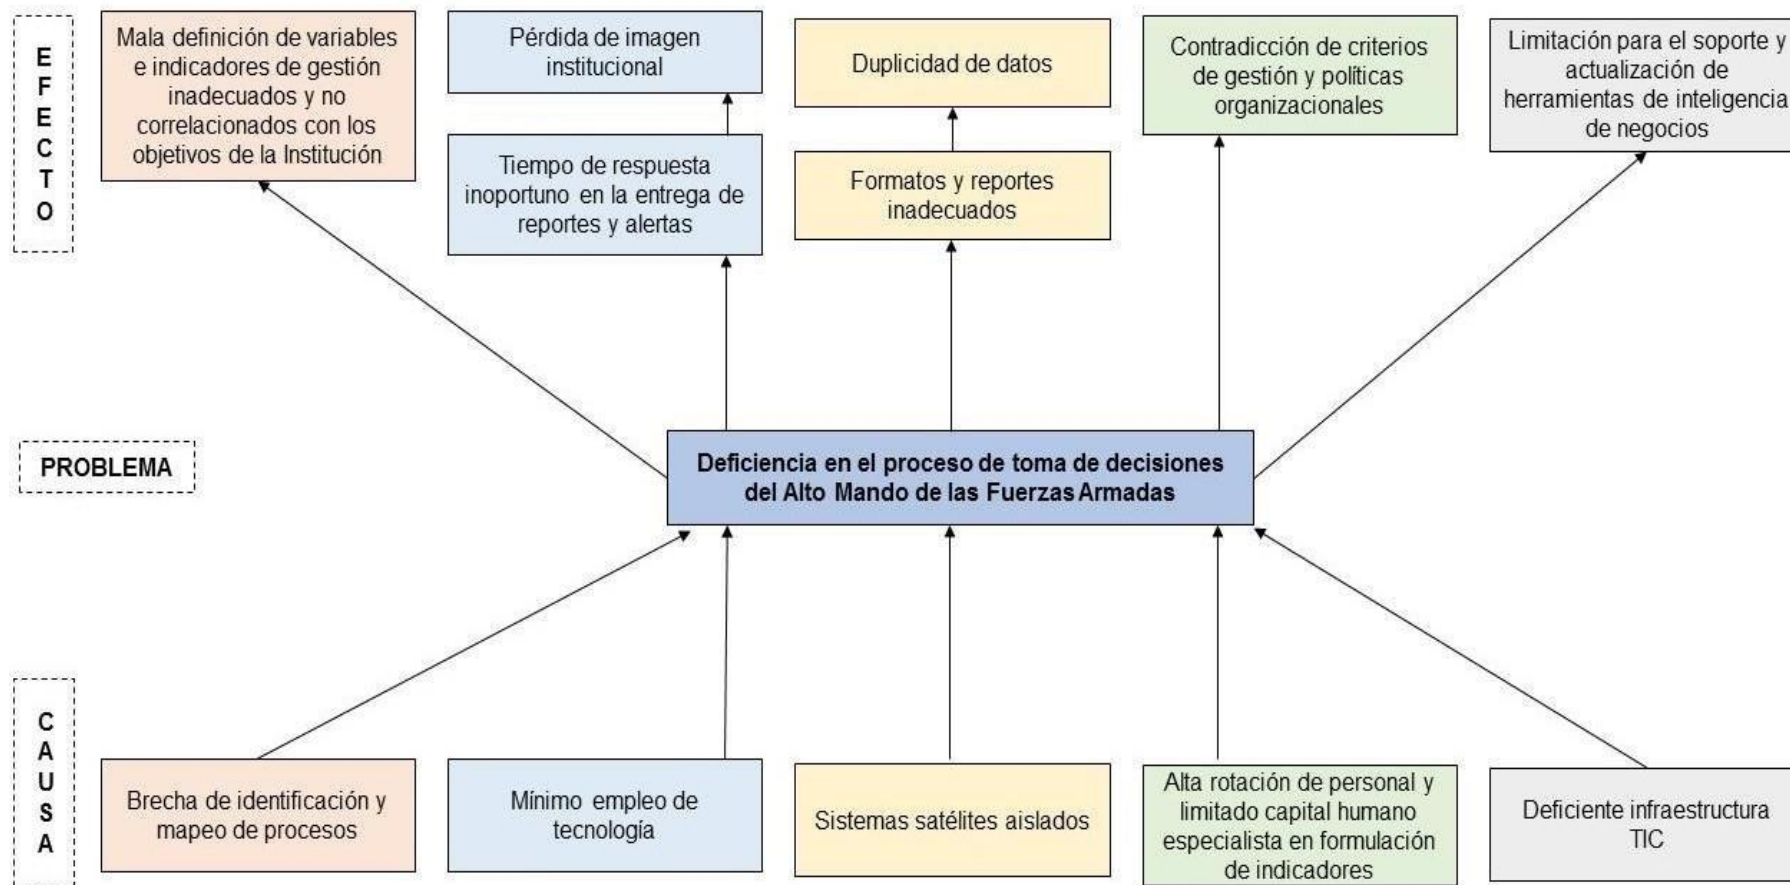 EFECTO
Mala definición de variables
e indicadores de gestión
inadecuados y no
correlacionados con los
objetivos de la Institución
Pérdida de imagen
institucional
Tiempo de respuesta
inoportuno en la entrega de
reportes y alertas
Duplicidad de datos
Formatos y reportes
inadecuados
Contradicción de criterios
de gestión y políticas
organizacionales
Limitación para el soporte y
actualización de
herramientas de inteligencia
de negocios
PROBLEMA
Deficiencia en el proceso de toma de decisiones
del Alto Mando de las Fuerzas Armadas
CAUSA
Brecha de identificación y
mapeo de procesos
Mínimo empleo de
tecnología
Sistemas satélites aislados
Alta rotación de personal y
limitado capital humano
especialista en formulación
de indicadores
Deficiente infraestructura
TIC